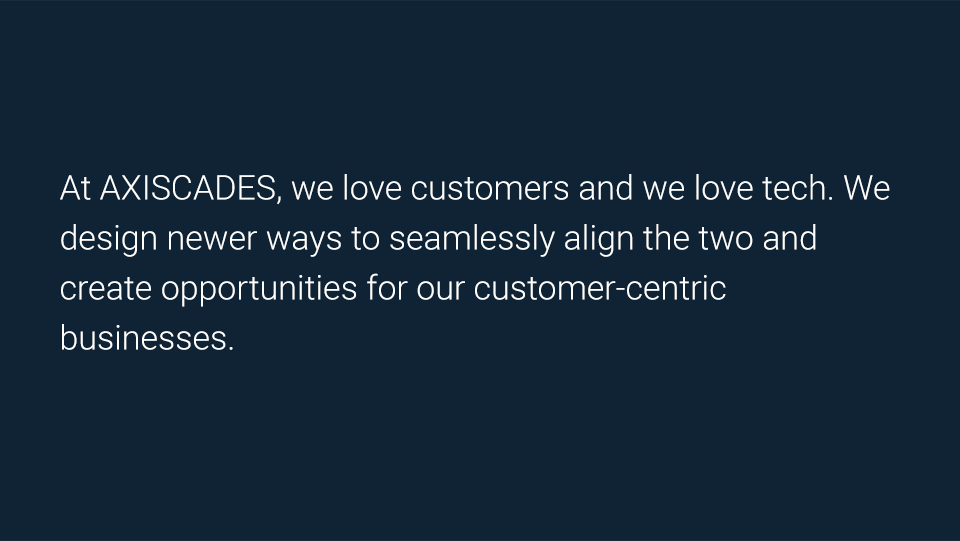 At AXISCADES, we love customers and we love tech. We
design newer ways to seamlessly align the two and
create opportunities for our customer-centric
businesses.